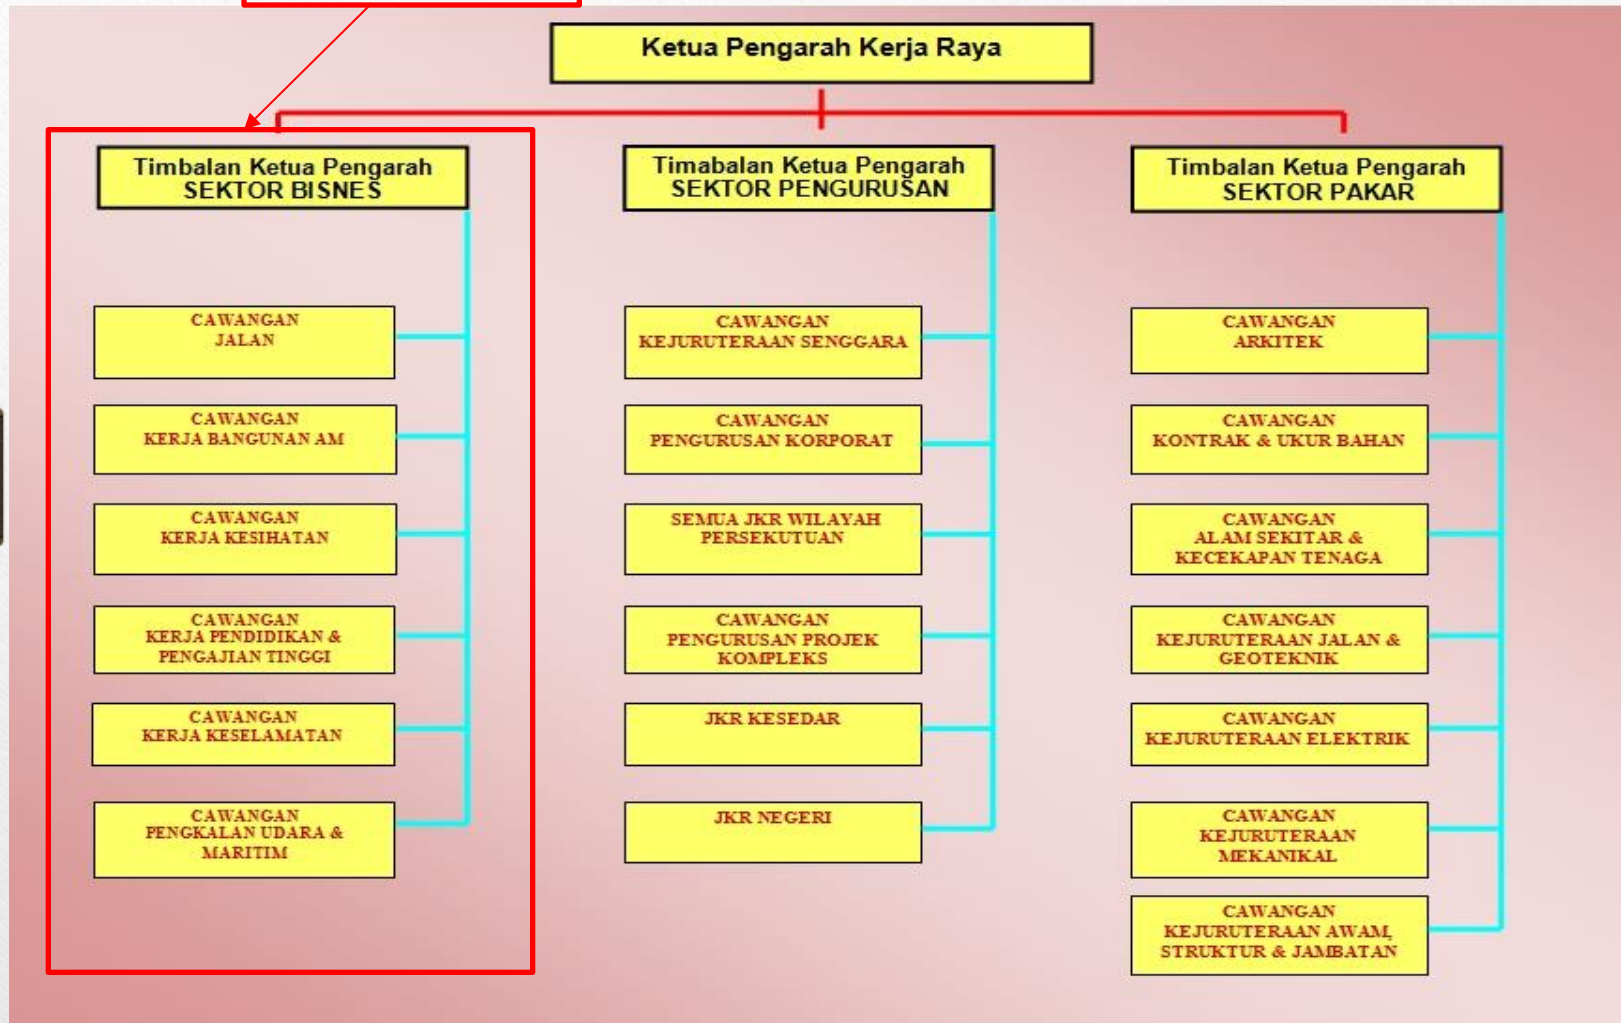 Ketua Pengarah Kerja Raya
Timbalan Ketua Pengarah
SEKTOR BISNES
CAWANGAN
JALAN
CAWANGAN
KERJA BANGUNAN AM
CAWANGAN
KERJA KESIHATAN
CAWANGAN
KERJA PENDIDIKAN &
PENGAJIAN TINGGI
CAWANGAN
KERJA KESELAMATAN
CAWANGAN
PENGKALAN UDARA &
MARITIM
Timabalan Ketua Pengarah
SEKTOR PENGURUSAN
CAWANGAN
KEJURUTERAAN SENGGARA
CAWANGAN
PENGURUSAN KORPORAT
SEMUA JKR WILAYAH
PERSEKUTUAN
CAWANGAN
PENGURUSAN PROJEK
KOMPLEKS
JKR KESEDAR
JKR NEGERI
Timbalan Ketua Pengarah
SEKTOR PAKAR
CAWANGAN
ARKITEK
CAWANGAN
KONTRAK & UKUR BAHAN
CAWANGAN
ALAM SEKITAR &
KECEKAPAN TENAGA
CAWANGAN
KEJURUTERAAN JALAN &
GEOTEKNIK
CAWANGAN
KEJURUTERAAN ELEKTRIK
CAWANGAN
KEJURUTERAAN
MEKANIKAL
CAWANGAN
KEJURUTERAAN AWAM,
STRUKTUR & JAMBATAN